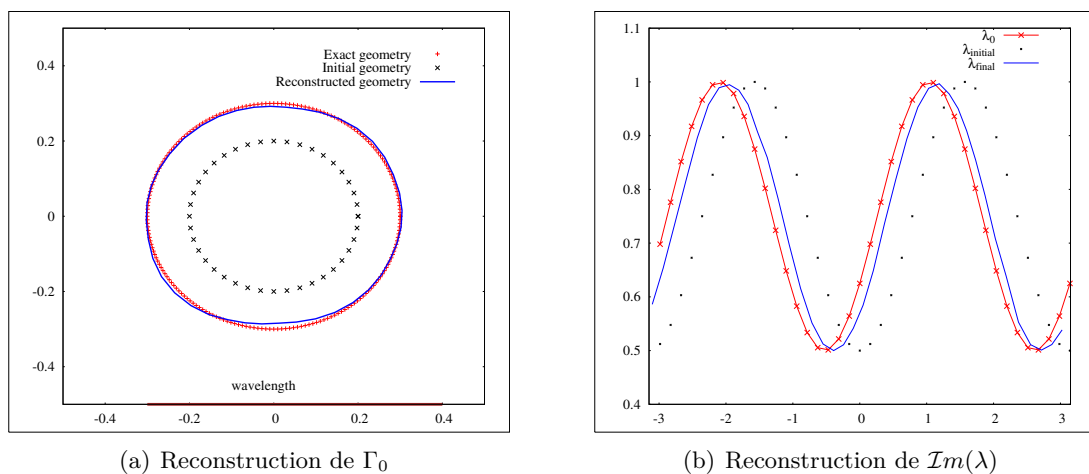 0.4
0.2
0
-0.2
-0.4
-0.4
-0.2
0
0.2
0.4
Exact geometry
Initial geometry
Reconstructed geometry
wavelength
(a) Reconstruction de Γ₀
1.1
1
0.9
0.8
0.7
0.6
0.5
0.4
-3
-2
-1
0
1
2
3
λ₀
λinitial
λfinal
(b) Reconstruction de ℐm(λ)